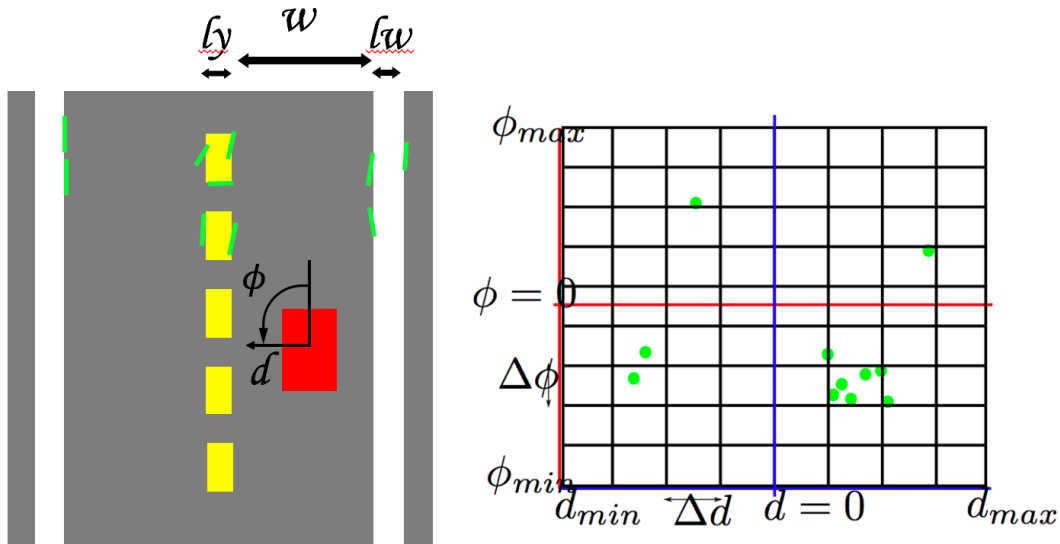 ly w lw
ϕ
d
ϕmax
ϕ = 0
Δϕ
ϕmin
dmin Δd d = 0 dmax